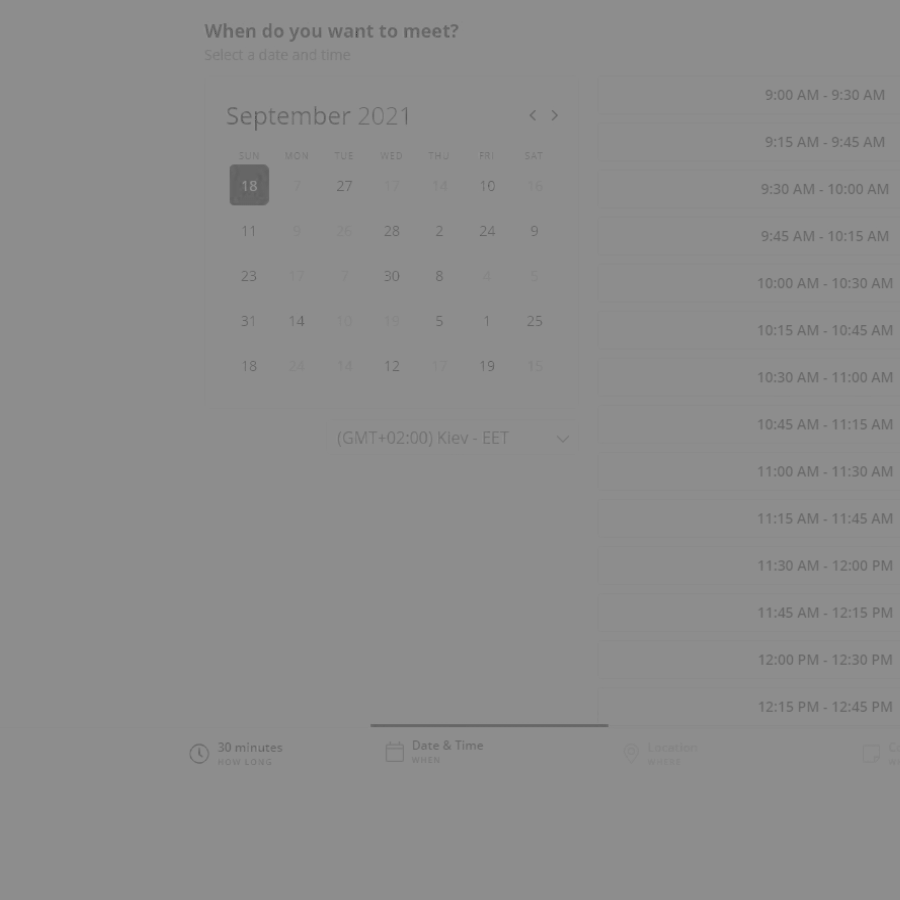 When do you want to meet?
Select a date and time
September 2021
SUN MON TUE WED THU FRI SAT
18 7 27 17 14 10 16
11 9 26 28 2 24 9
23 17 7 30 8 4 5
31 14 10 19 5 1 25
18 24 14 12 17 19 15
(GMT+02:00) Kiev - EET
9:00 AM - 9:30 AM
9:15 AM - 9:45 AM
9:30 AM - 10:00 AM
9:45 AM - 10:15 AM
10:00 AM - 10:30 AM
10:15 AM - 10:45 AM
10:30 AM - 11:00 AM
10:45 AM - 11:15 AM
11:00 AM - 11:30 AM
11:15 AM - 11:45 AM
11:30 AM - 12:00 PM
11:45 AM - 12:15 PM
12:00 PM - 12:30 PM
12:15 PM - 12:45 PM
30 minutes
HOW LONG
Date & Time
WHEN
Location
WHERE